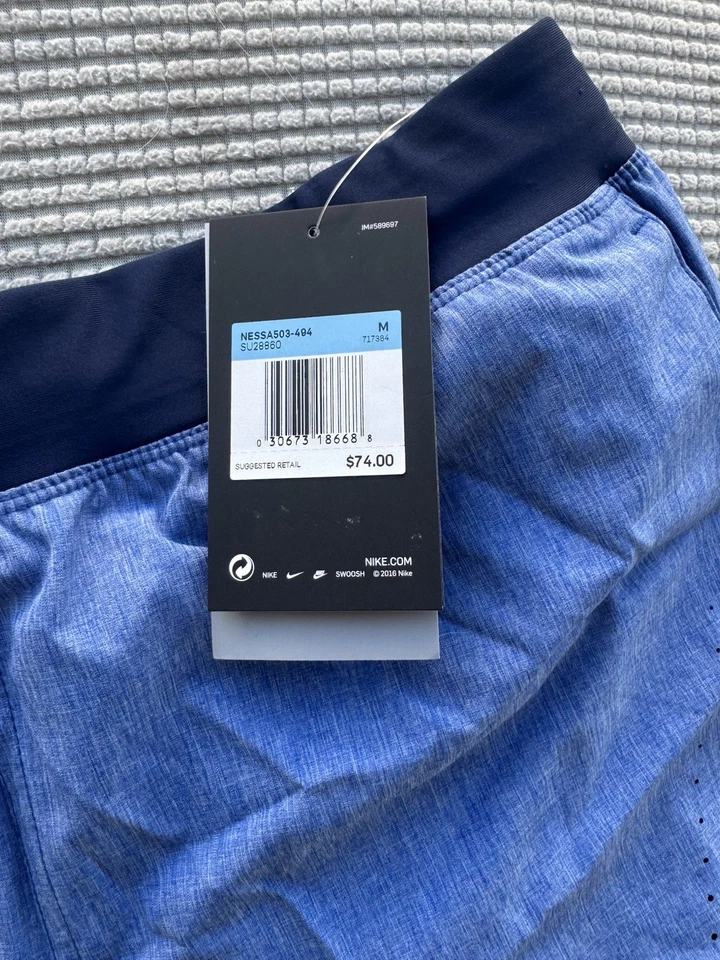 IM#589697
NESSA503-494 M
SU28860 717384
0 30673 18668 8
SUGGESTED RETAIL $74.00
NIKE.COM
NIKE SWOOSH © 2016 Nike